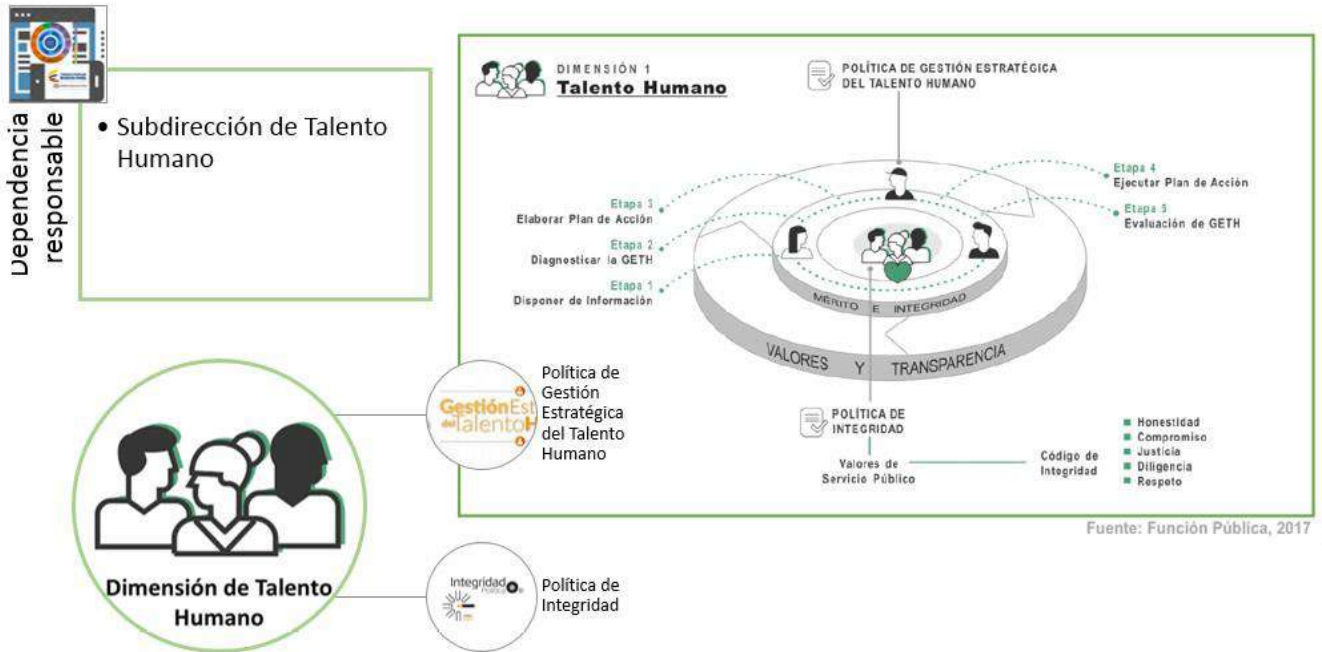 Dependencia
responsable
• Subdirección de Talento
Humano
DIMENSIÓN 1
Talento Humano
POLÍTICA DE GESTIÓN ESTRATÉGICA
DEL TALENTO HUMANO
Etapa 3
Elaborar Plan de Acción
Etapa 2
Diagnosticar la GETH
Etapa 1
Disponer de Información
Etapa 4
Ejecutar Plan de Acción
Etapa 5
Evaluación de GETH
MÉRITO E INTEGRIDAD
VALORES Y TRANSPARENCIA
POLÍTICA DE
INTEGRIDAD
Valores de
Servicio Público
Código de
Integridad
Honestidad
Compromiso
Justicia
Diligencia
Respeto
Fuente: Función Pública, 2017
Dimensión de Talento
Humano
GestiónEst
delTalentoH
Política de
Gestión
Estratégica
del Talento
Humano
Integridad
Política
Política de
Integridad